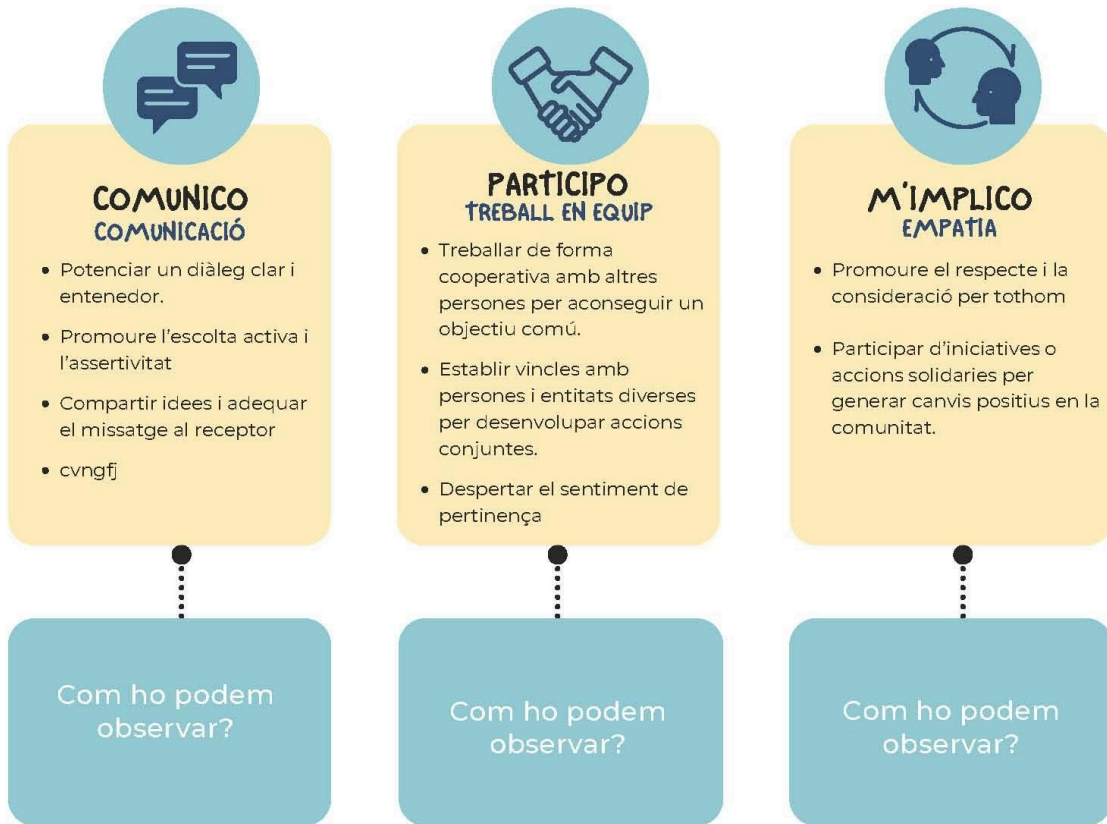 COMUNICO
COMUNICACIÓ
• Potenciar un diàleg clar i
entenedor.
• Promoure l'escolta activa i
l'assertivitat
• Compartir idees i adequar
el missatge al receptor
• cvngfj
Com ho podem
observar?
PARTICIPO
TREBALL EN EQUIP
• Treballar de forma
cooperativa amb altres
persones per aconseguir un
objectiu comú.
• Establir vincles amb
persones i entitats diverses
per desenvolupar accions
conjuntes.
• Despertar el sentiment de
pertinença
Com ho podem
observar?
M'IMPLICO
EMPATIA
• Promoure el respecte i la
consideració per tothom
• Participar d'iniciatives o
accions solidaries per
generar canvis positius en la
comunitat.
Com ho podem
observar?